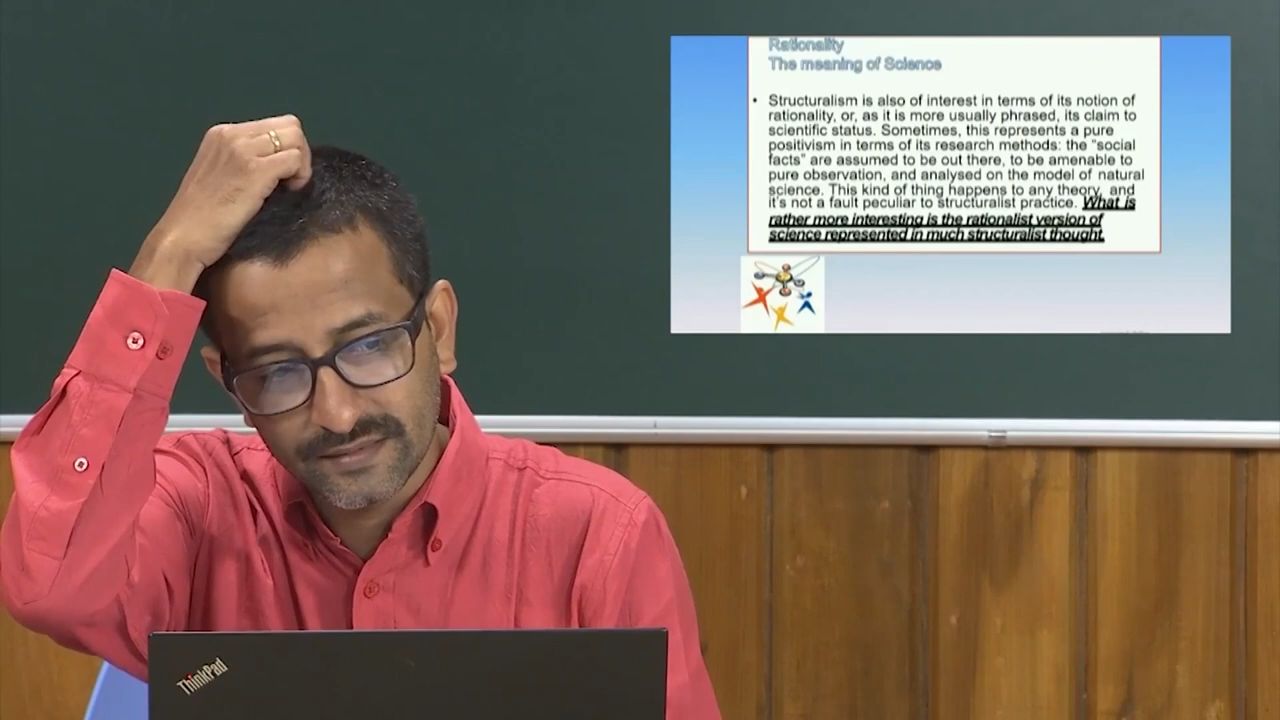 Rationality
The meaning of Science
• Structuralism is also of interest in terms of its notion of
rationality, or, as it is more usually phrased, its claim to
scientific status. Sometimes, this represents a pure
positivism in terms of its research methods: the "social
facts" are assumed to be out there, to be amenable to
pure observation, and analysed on the model of natural
science. This kind of thing happens to any theory, and
it's not a fault peculiar to structuralist practice. What is
rather more interesting is the rationalist version of
science represented in much structuralist thought.
ThinkPad